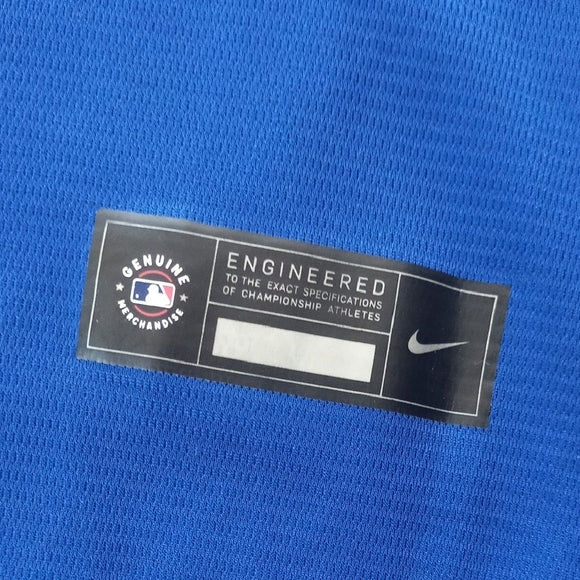 GENUINE
MERCHANDISE
ENGINEERED
TO THE EXACT SPECIFICATIONS
OF CHAMPIONSHIP ATHLETES